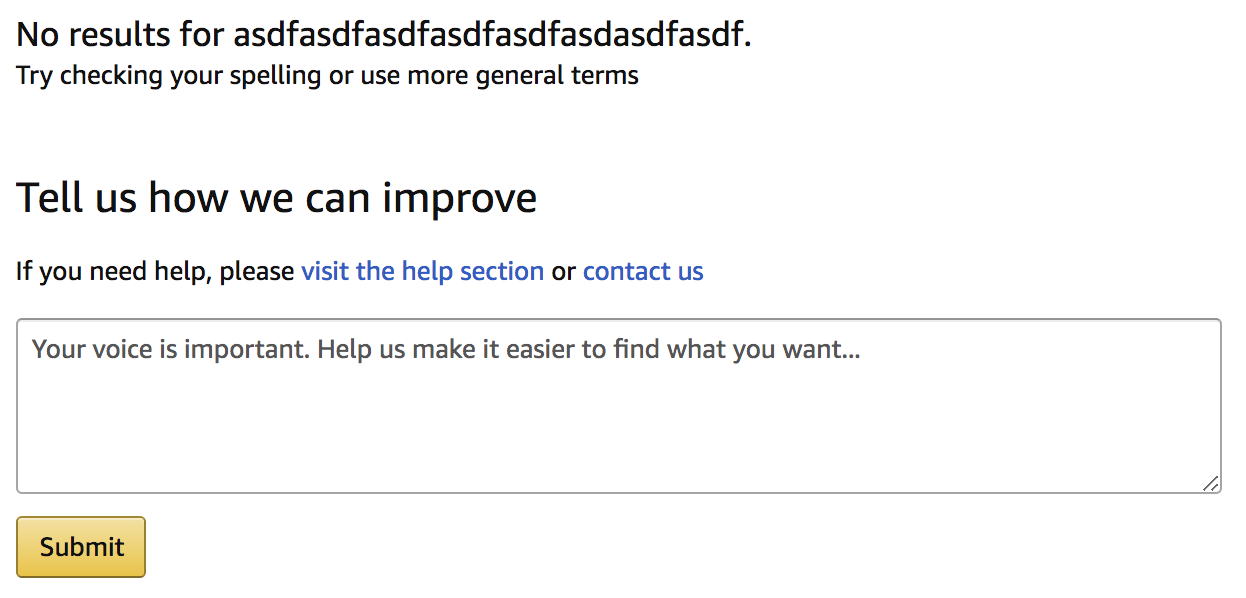 No results for asdfasdfasdfasdfasdfasdasdfasdf.
Try checking your spelling or use more general terms
Tell us how we can improve
If you need help, please visit the help section or contact us
Your voice is important. Help us make it easier to find what you want...
Submit